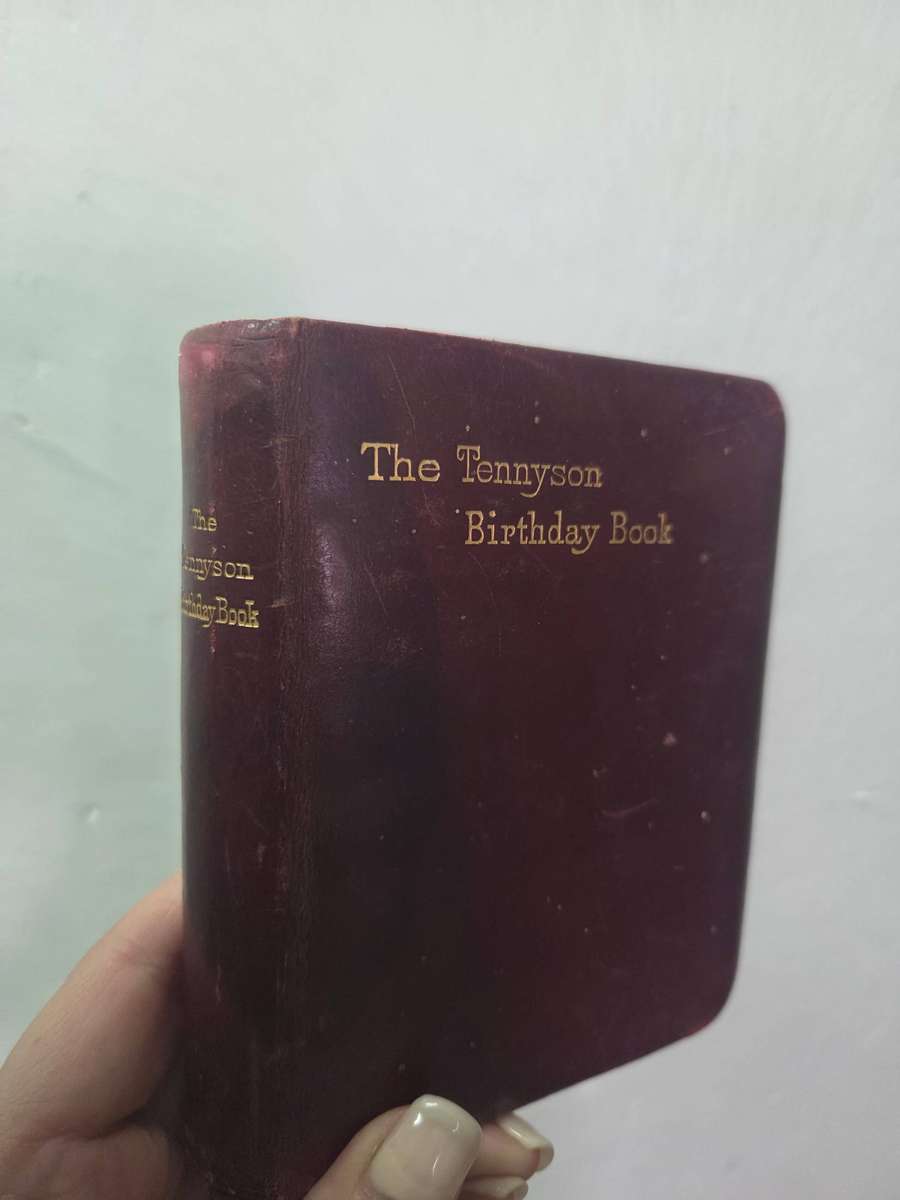 The Tennyson
Birthday Book
The
Tennyson
Birthday Book